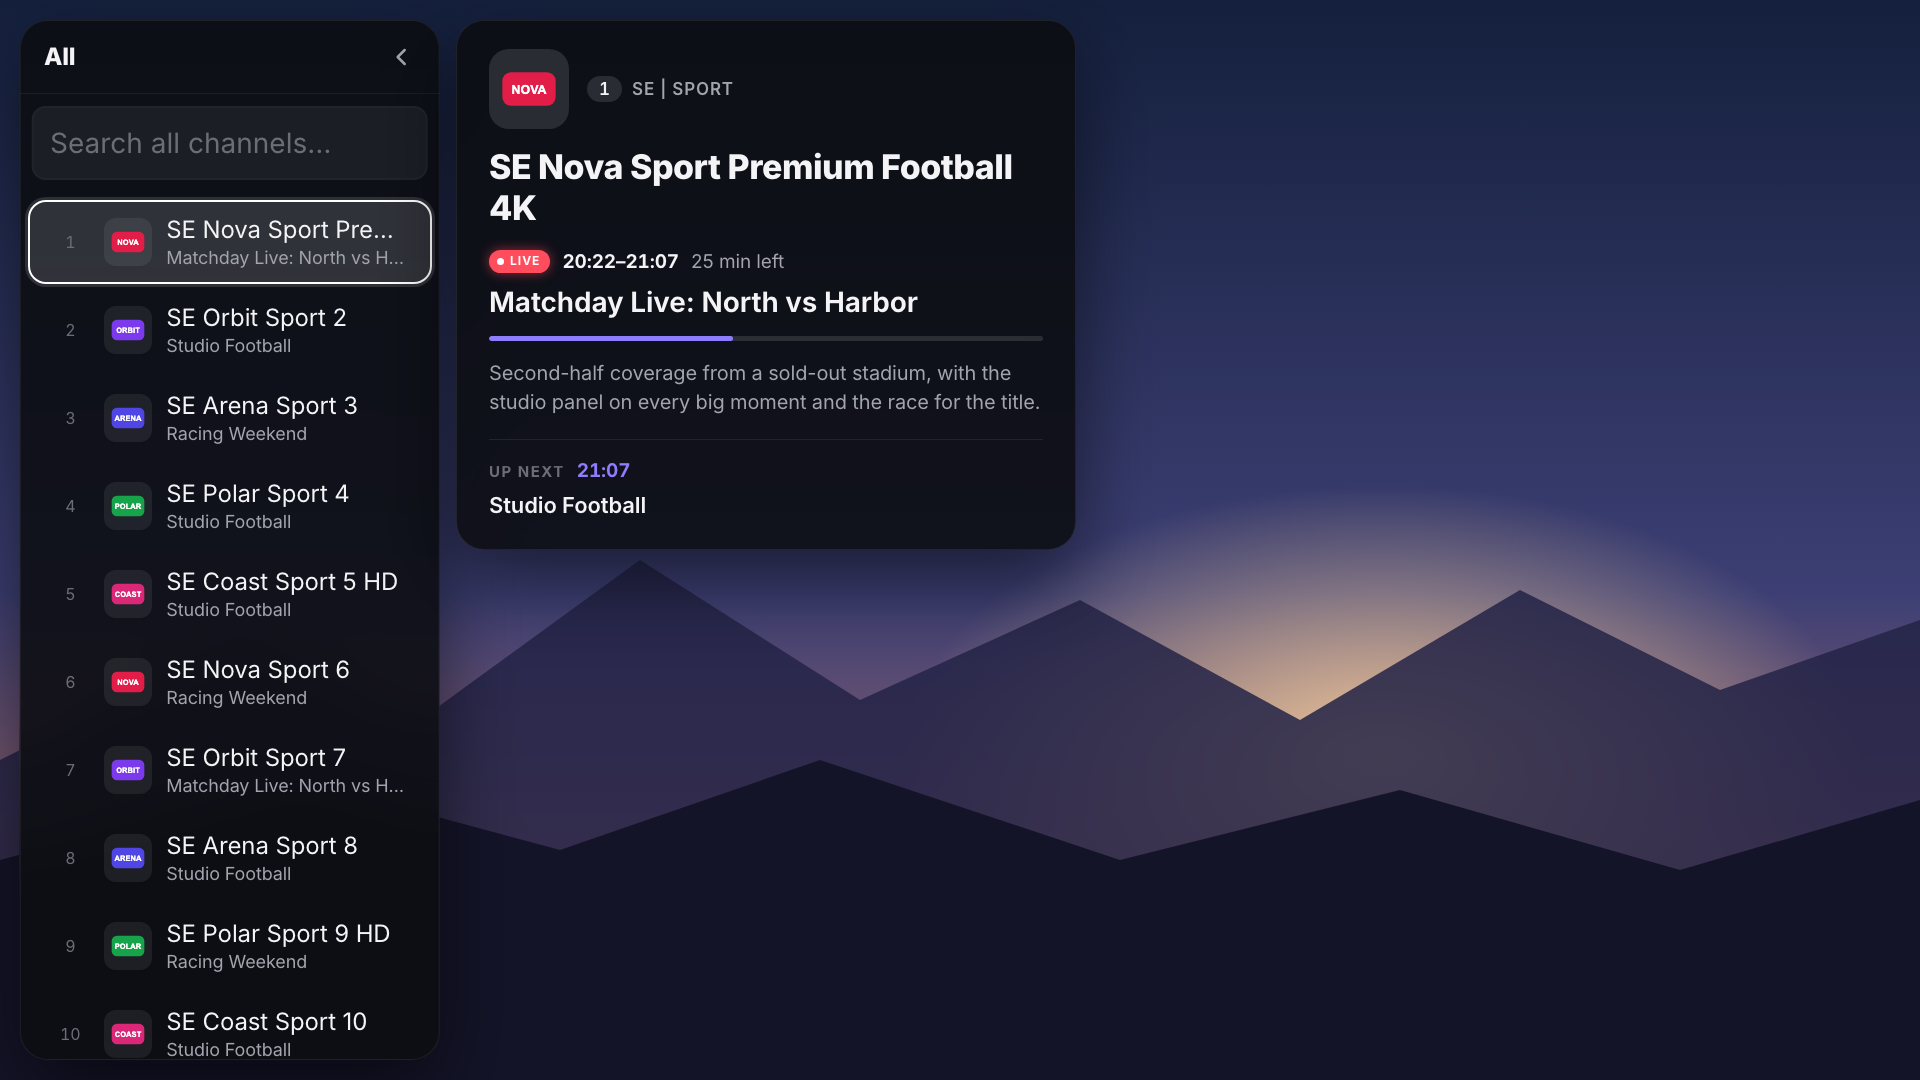 All
Search all channels...
1
NOVA
SE Nova Sport Pre...
Matchday Live: North vs H...
2
ORBIT
SE Orbit Sport 2
Studio Football
3
ARENA
SE Arena Sport 3
Racing Weekend
4
POLAR
SE Polar Sport 4
Studio Football
5
COAST
SE Coast Sport 5 HD
Studio Football
6
NOVA
SE Nova Sport 6
Racing Weekend
7
ORBIT
SE Orbit Sport 7
Matchday Live: North vs H...
8
ARENA
SE Arena Sport 8
Studio Football
9
POLAR
SE Polar Sport 9 HD
Racing Weekend
10
COAST
SE Coast Sport 10
Studio Football
NOVA
1 SE | SPORT
SE Nova Sport Premium Football
4K
LIVE 20:22–21:07 25 min left
Matchday Live: North vs Harbor
Second-half coverage from a sold-out stadium, with the
studio panel on every big moment and the race for the title.
UP NEXT 21:07
Studio Football